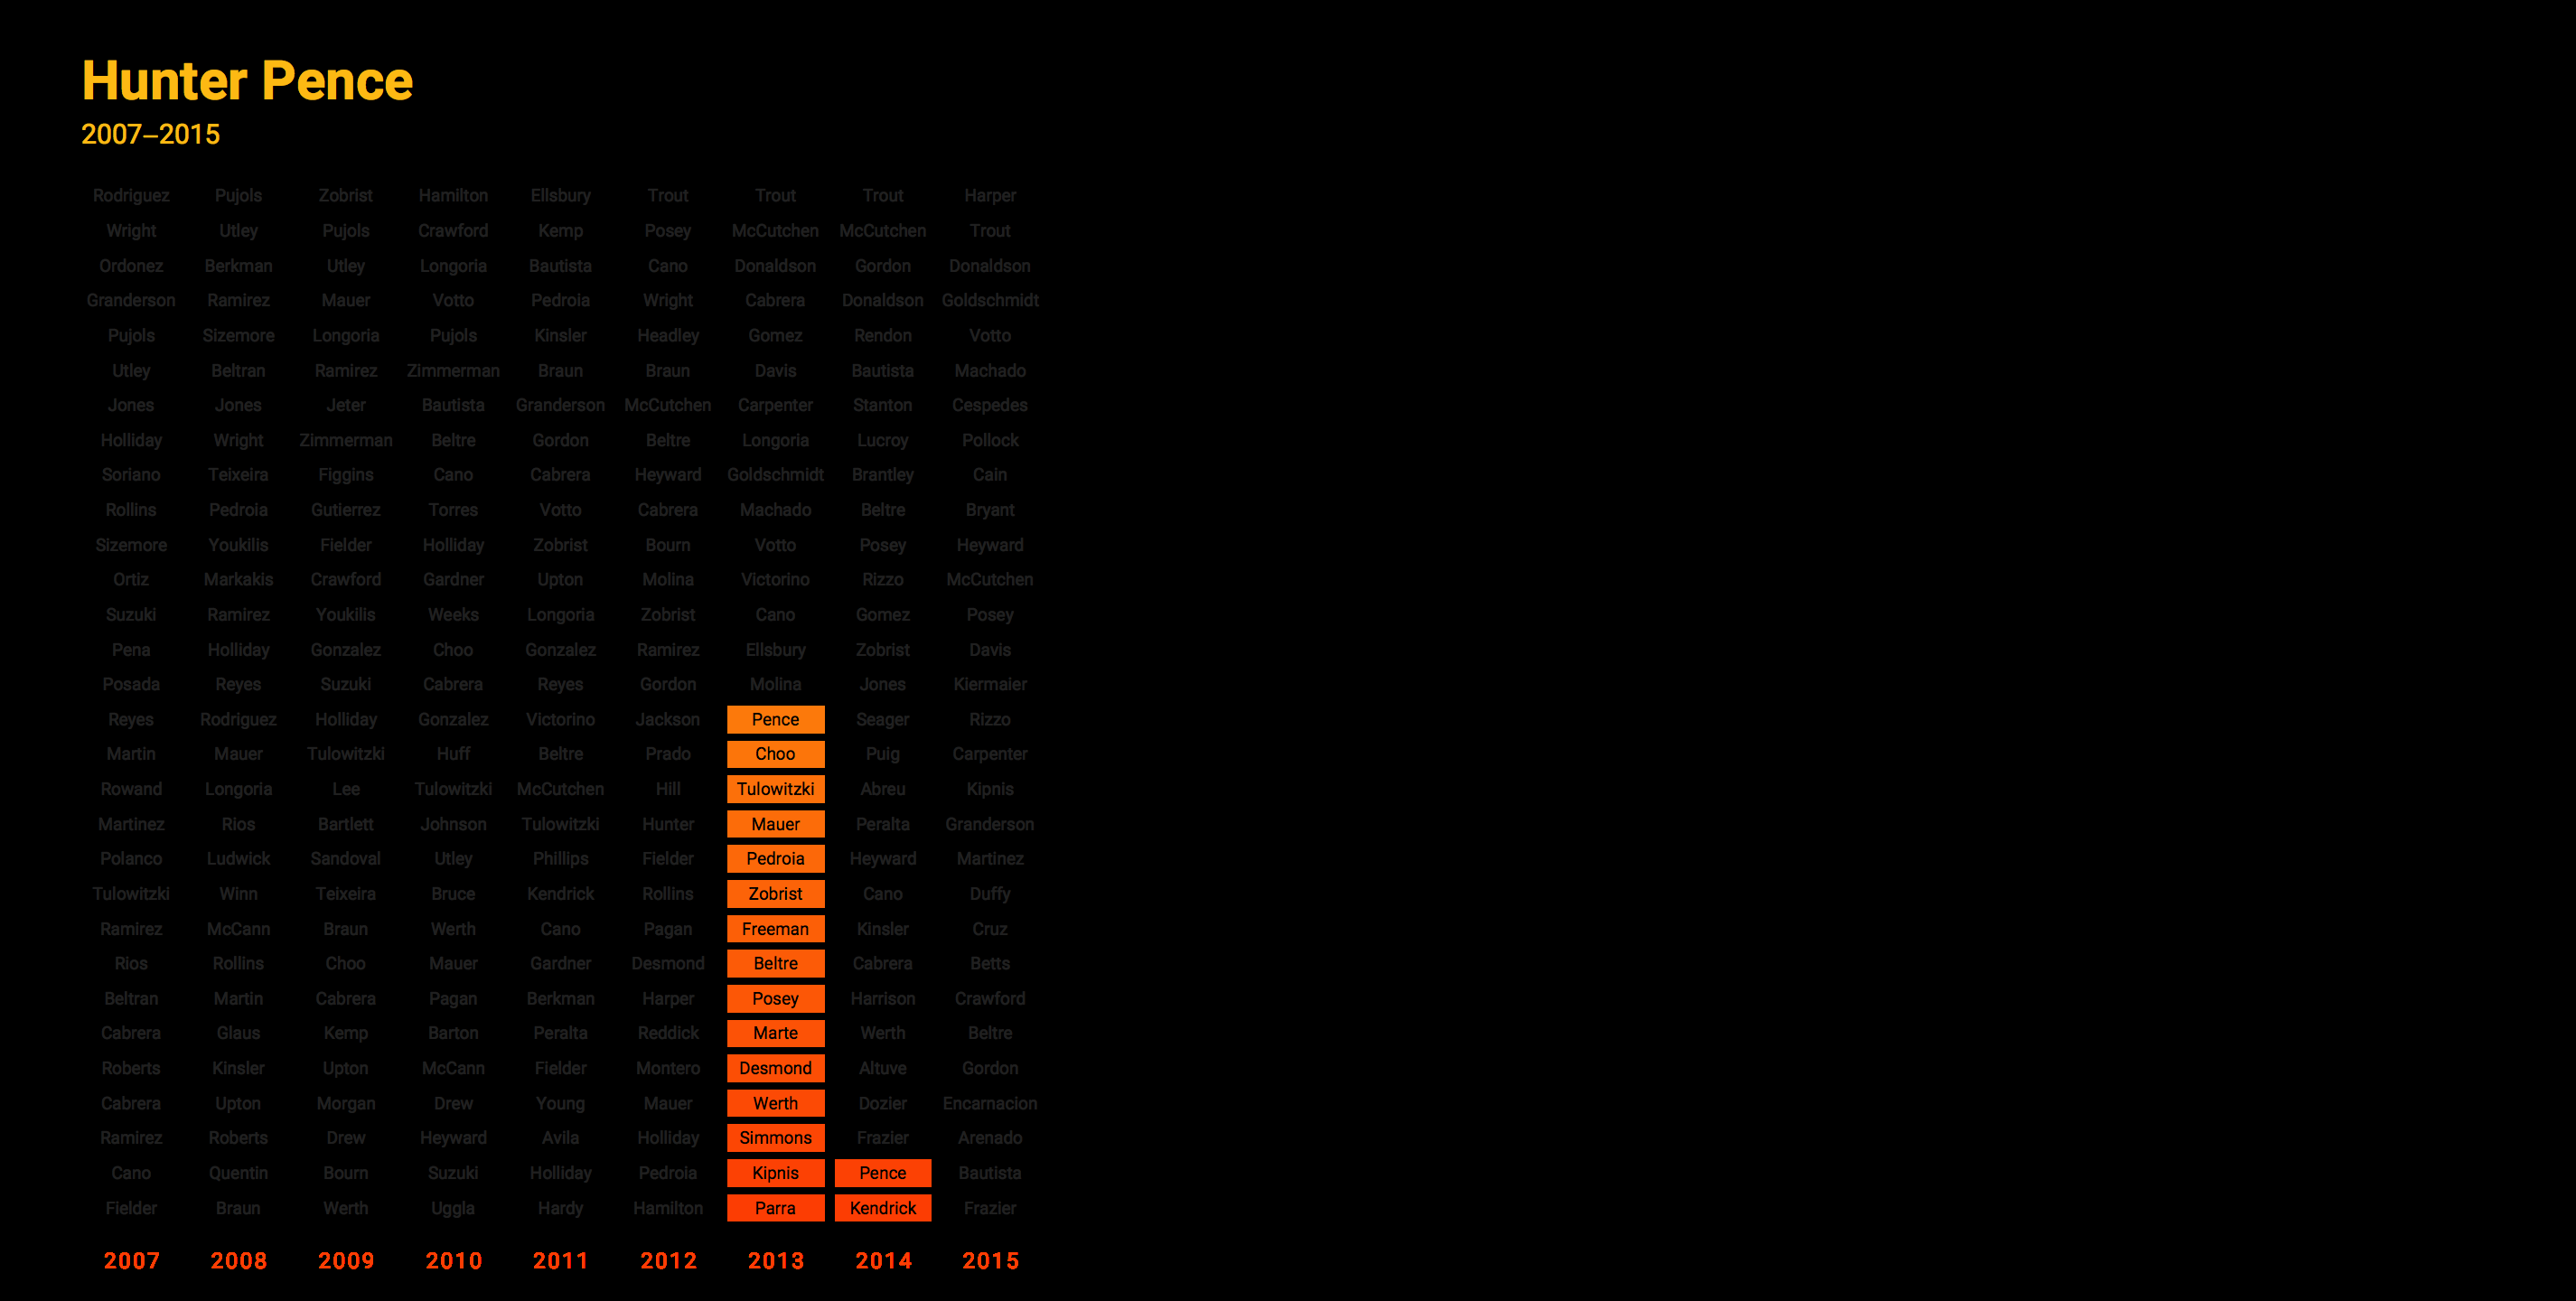 Hunter Pence
2007–2015
Rodriguez Pujols Zobrist Hamilton Ellsbury Trout Trout Trout Harper
Wright Utley Pujols Crawford Kemp Posey McCutchen McCutchen Trout
Ordonez Berkman Utley Longoria Bautista Cano Donaldson Gordon Donaldson
Granderson Ramirez Mauer Votto Pedroia Wright Cabrera Donaldson Goldschmidt
Pujols Sizemore Longoria Pujols Kinsler Headley Gomez Rendon Votto
Utley Beltran Ramirez Zimmerman Braun Braun Davis Bautista Machado
Jones Jones Jeter Bautista Granderson McCutchen Carpenter Stanton Cespedes
Holliday Wright Zimmerman Beltre Gordon Beltre Longoria Lucroy Pollock
Soriano Teixeira Figgins Cano Cabrera Heyward Goldschmidt Brantley Cain
Rollins Pedroia Gutierrez Torres Votto Cabrera Machado Beltre Bryant
Sizemore Youkilis Fielder Holliday Zobrist Bourn Votto Posey Heyward
Ortiz Markakis Crawford Gardner Upton Molina Victorino Rizzo McCutchen
Suzuki Ramirez Youkilis Weeks Longoria Zobrist Cano Gomez Posey
Pena Holliday Gonzalez Choo Gonzalez Ramirez Ellsbury Zobrist Davis
Posada Reyes Suzuki Cabrera Reyes Gordon Molina Jones Kiermaier
Reyes Rodriguez Holliday Gonzalez Victorino Jackson Pence Seager Rizzo
Martin Mauer Tulowitzki Huff Beltre Prado Choo Puig Carpenter
Rowand Longoria Lee Tulowitzki McCutchen Hill Tulowitzki Abreu Kipnis
Martinez Rios Bartlett Johnson Tulowitzki Hunter Mauer Peralta Granderson
Polanco Ludwick Sandoval Utley Phillips Fielder Pedroia Heyward Martinez
Tulowitzki Winn Teixeira Bruce Kendrick Rollins Zobrist Cano Duffy
Ramirez McCann Braun Werth Cano Pagan Freeman Kinsler Cruz
Rios Rollins Choo Mauer Gardner Desmond Beltre Cabrera Betts
Beltran Martin Cabrera Pagan Berkman Harper Posey Harrison Crawford
Cabrera Glaus Kemp Barton Peralta Reddick Marte Werth Beltre
Roberts Kinsler Upton McCann Fielder Montero Desmond Altuve Gordon
Cabrera Upton Morgan Drew Young Mauer Werth Dozier Encarnacion
Ramirez Roberts Drew Heyward Avila Holliday Simmons Frazier Arenado
Cano Quentin Bourn Suzuki Holliday Pedroia Kipnis Pence Bautista
Fielder Braun Werth Uggla Hardy Hamilton Parra Kendrick Frazier
2007 2008 2009 2010 2011 2012 2013 2014 2015